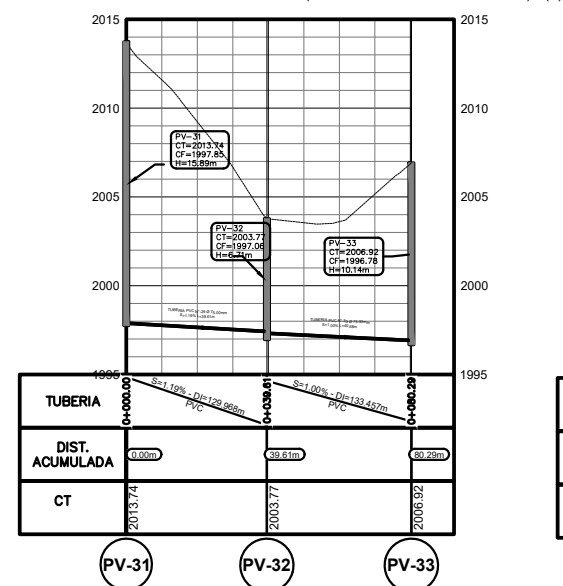 2015
2015
2010
2010
2005
2005
2000
2000
1995
1995
PV-31
CT=2013.74
CF=1997.85
H=15.89m
PV-32
CT=2003.77
CF=1997.06
H=6.71m
PV-33
CT=2006.92
CF=1996.78
H=10.14m
TUBERIA
0+000.00
S=1.19% - DI=129.968m
PVC
0+039.61
S=1.00% - DI=133.457m
PVC
0+080.29
DIST.
ACUMULADA
0.00m
39.61m
80.29m
CT
2013.74
2003.77
2006.92
PV-31
PV-32
PV-33